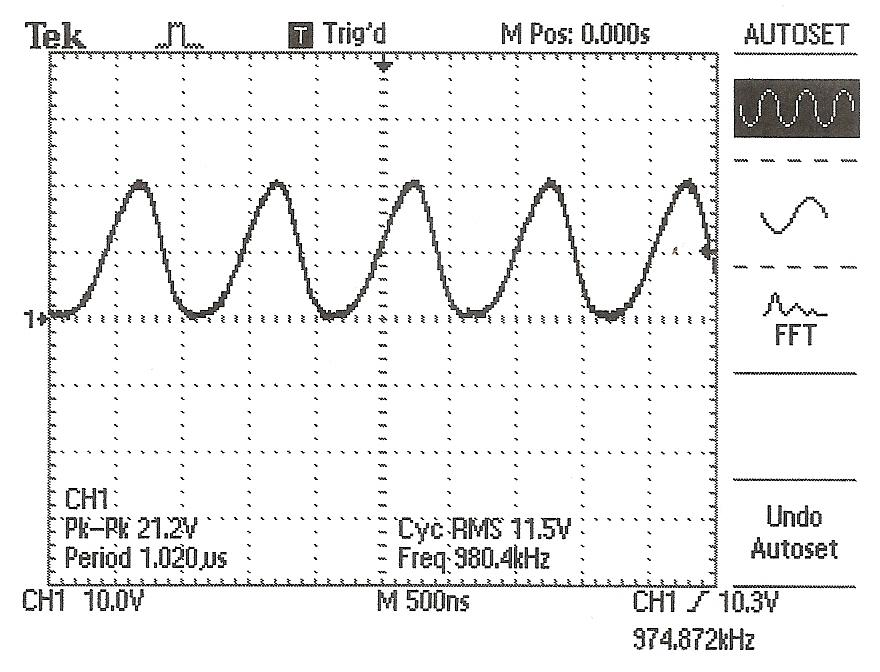 Tek T Trig'd M Pos: 0.000s AUTOSET
1
FFT
CH1
Pk-Pk 21.2V Cyc RMS 11.5V
Period 1.020µs Freq 980.4kHz
Undo
Autoset
CH1 10.0V M 500ns CH1 10.3V
974.872kHz